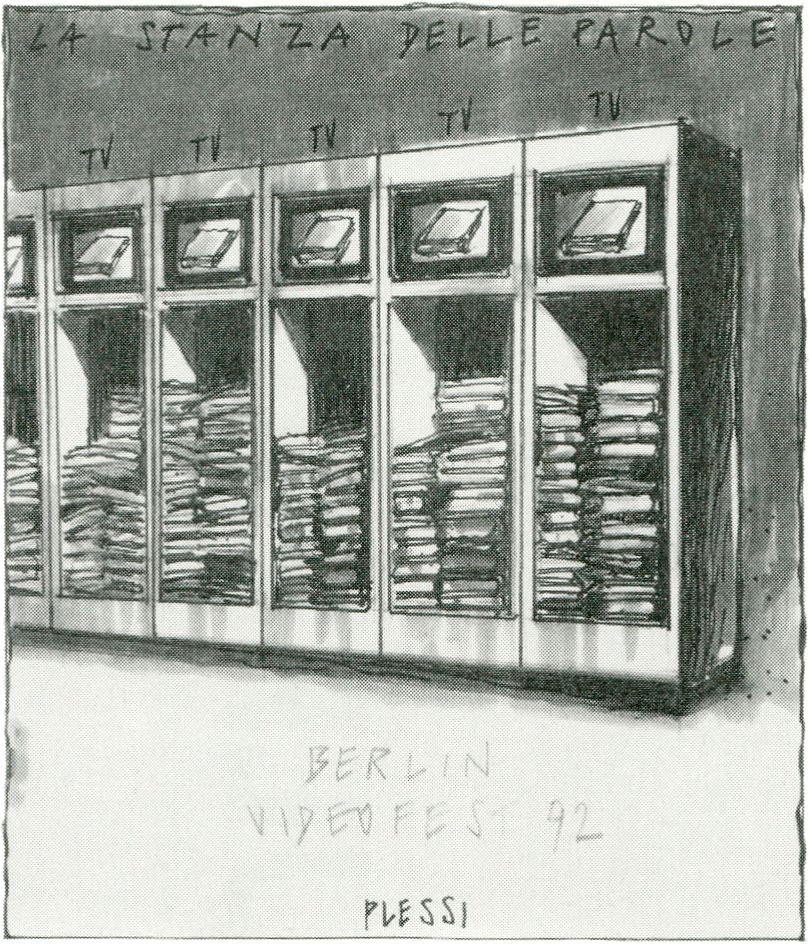 LA STANZA DELLE PAROLE
TV TV TV TV TV
BERLIN
VIDEOFEST 92
PLESSI